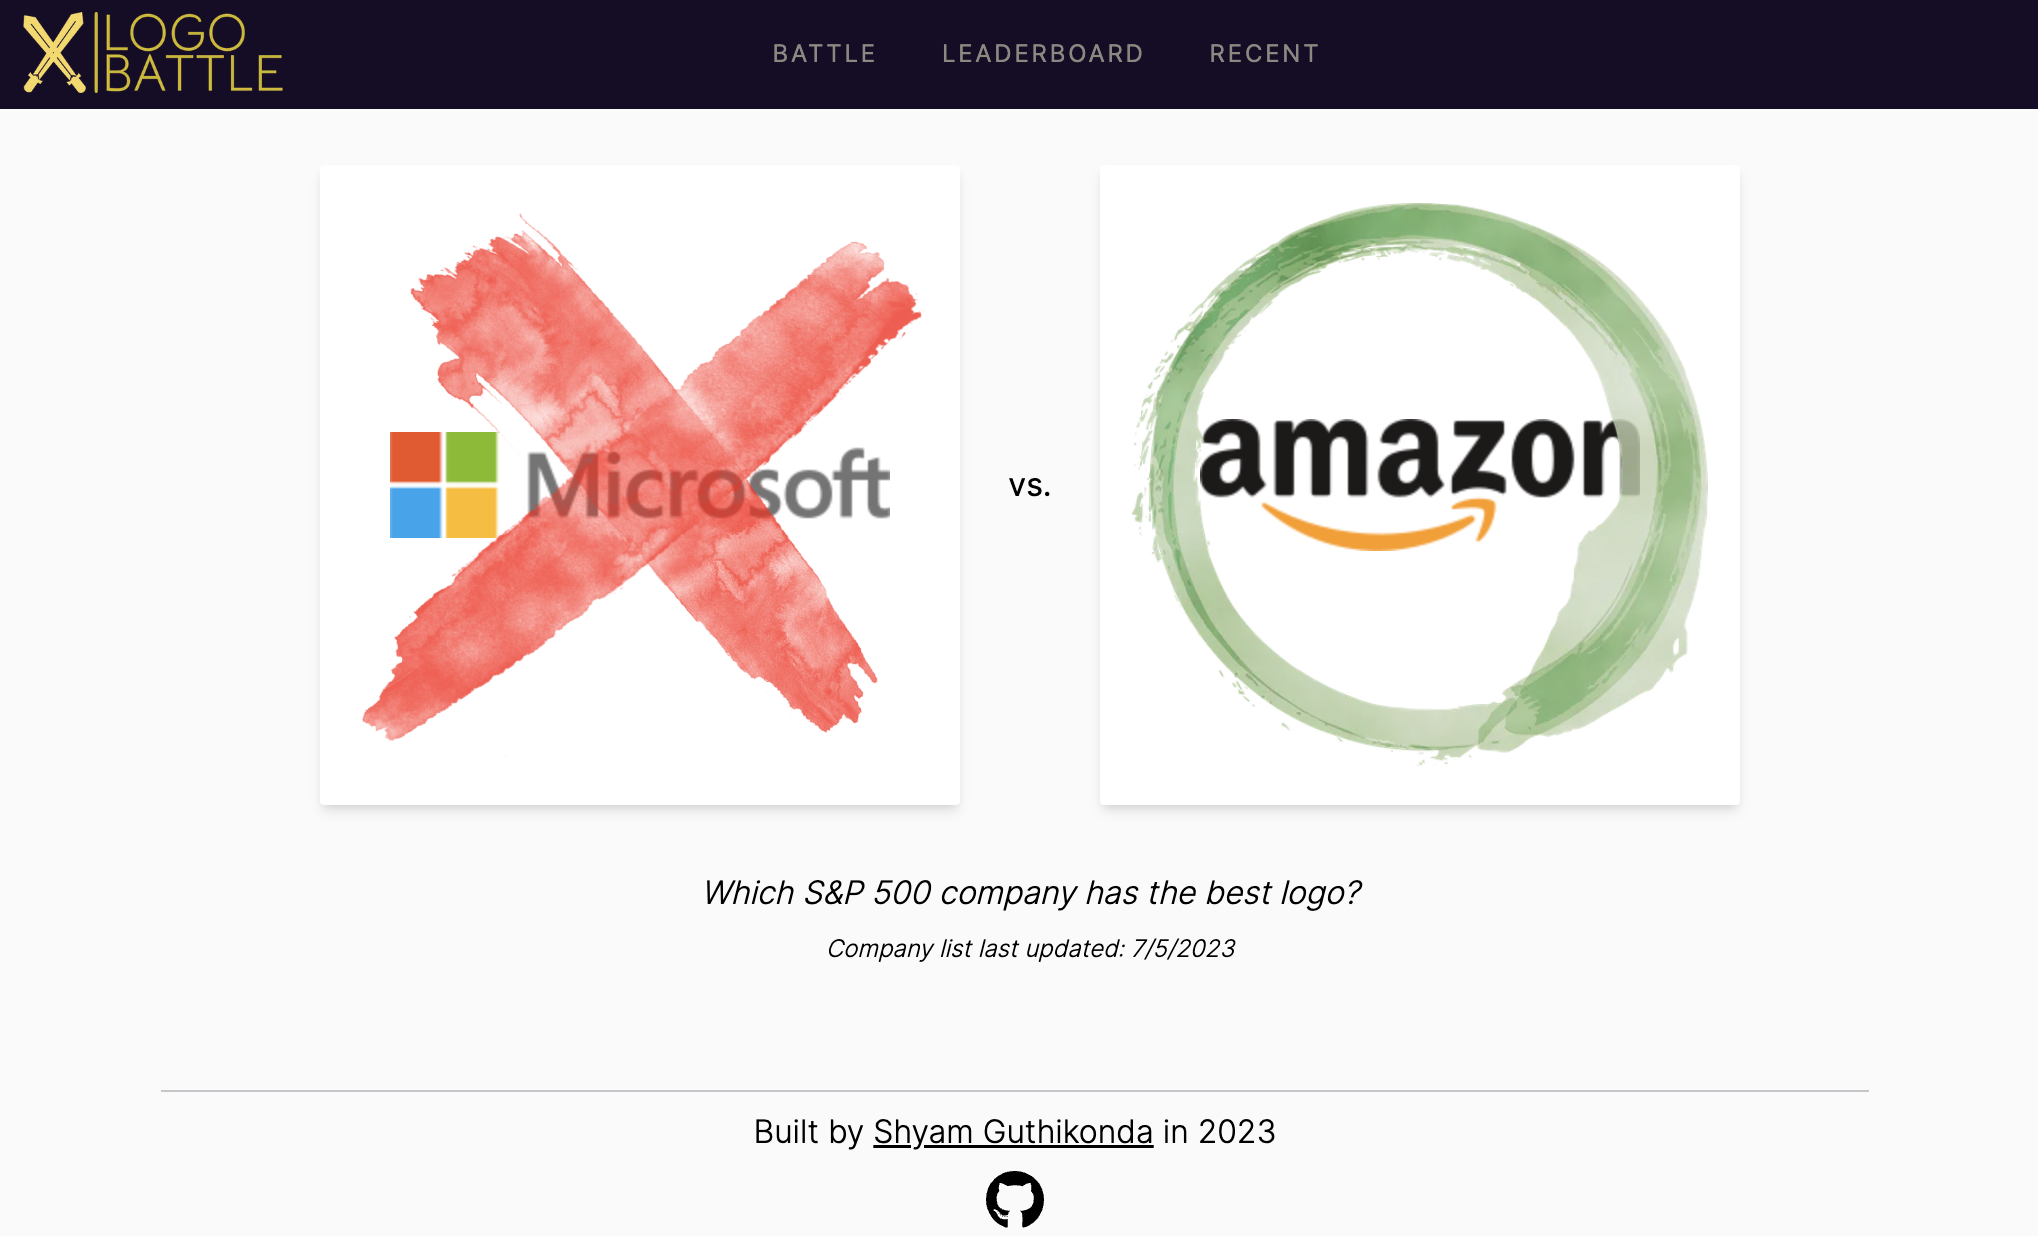 LOGO
BATTLE
BATTLE LEADERBOARD RECENT
Microsoft
vs.
amazon
Which S&P 500 company has the best logo?
Company list last updated: 7/5/2023
Built by Shyam Guthikonda in 2023